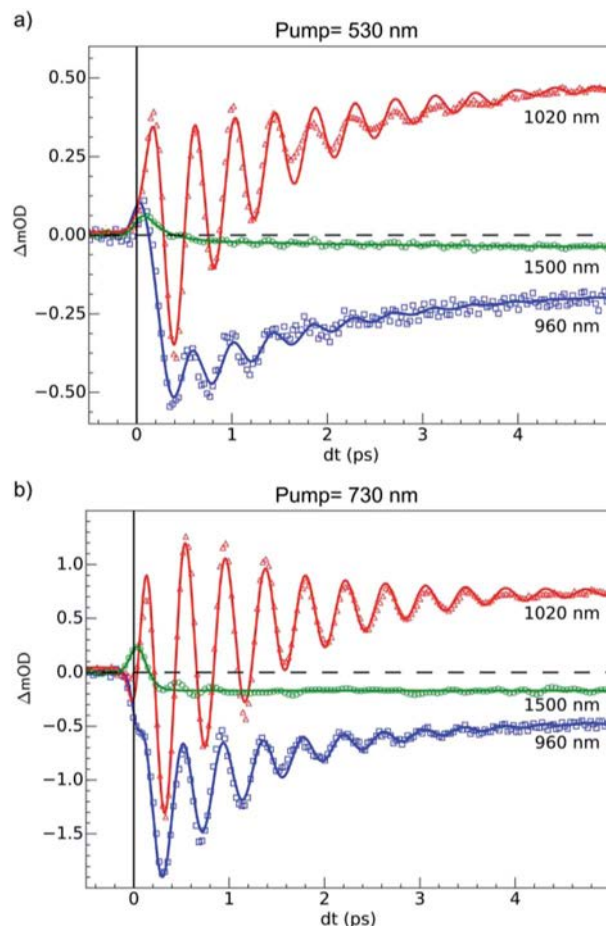 a)
Pump= 530 nm
0.50
0.25
0.00
−0.25
−0.50
ΔmOD
1020 nm
1500 nm
960 nm
0 1 2 3 4
dt (ps)
b)
Pump= 730 nm
1.0
0.5
0.0
−0.5
−1.0
−1.5
ΔmOD
1020 nm
1500 nm
960 nm
0 1 2 3 4
dt (ps)